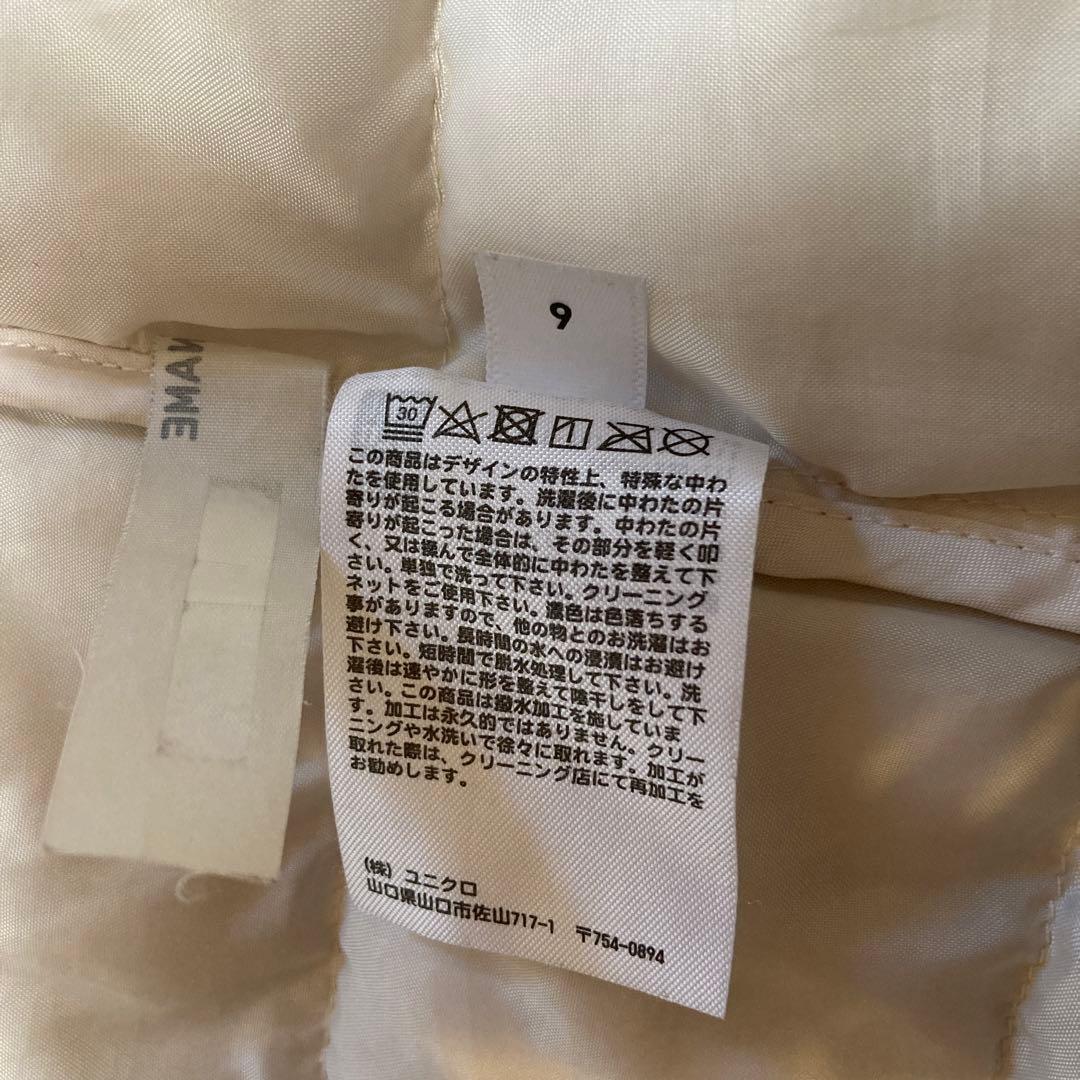 9
NAME
30
この商品はデザインの特性上、特殊な中わ
たを使用しています。洗濯後に中わたの片
寄りが起こる場合があります。中わたの片
寄りが起こった場合は、その部分を軽く叩
く、又は揉んで全体的に中わたを整えて下
さい。単独で洗って下さい。クリーニング
ネットをご使用下さい。濃色は色落ちする
事がありますので、他の物とのお洗濯はお
避け下さい。長時間の水への浸漬はお避け
下さい。短時間で脱水処理して下さい。洗
濯後は速やかに形を整えて陰干しをして下
さい。この商品は撥水加工を施していま
す。加工は永久的ではありません。クリー
ニングや水洗いで徐々に取れます。加工が
取れた際は、クリーニング店にて再加工を
お勧めします。
(株) ユニクロ
山口県山口市佐山717-1 〒754-0894